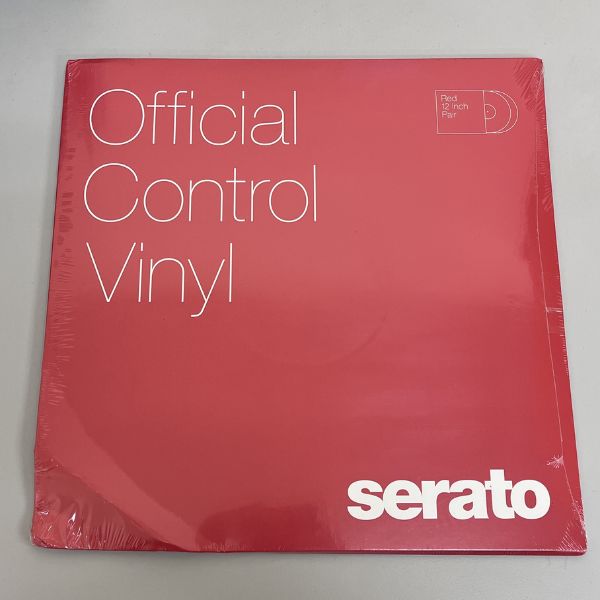 Official
Control
Vinyl
Red
12 Inch
Pair
serato